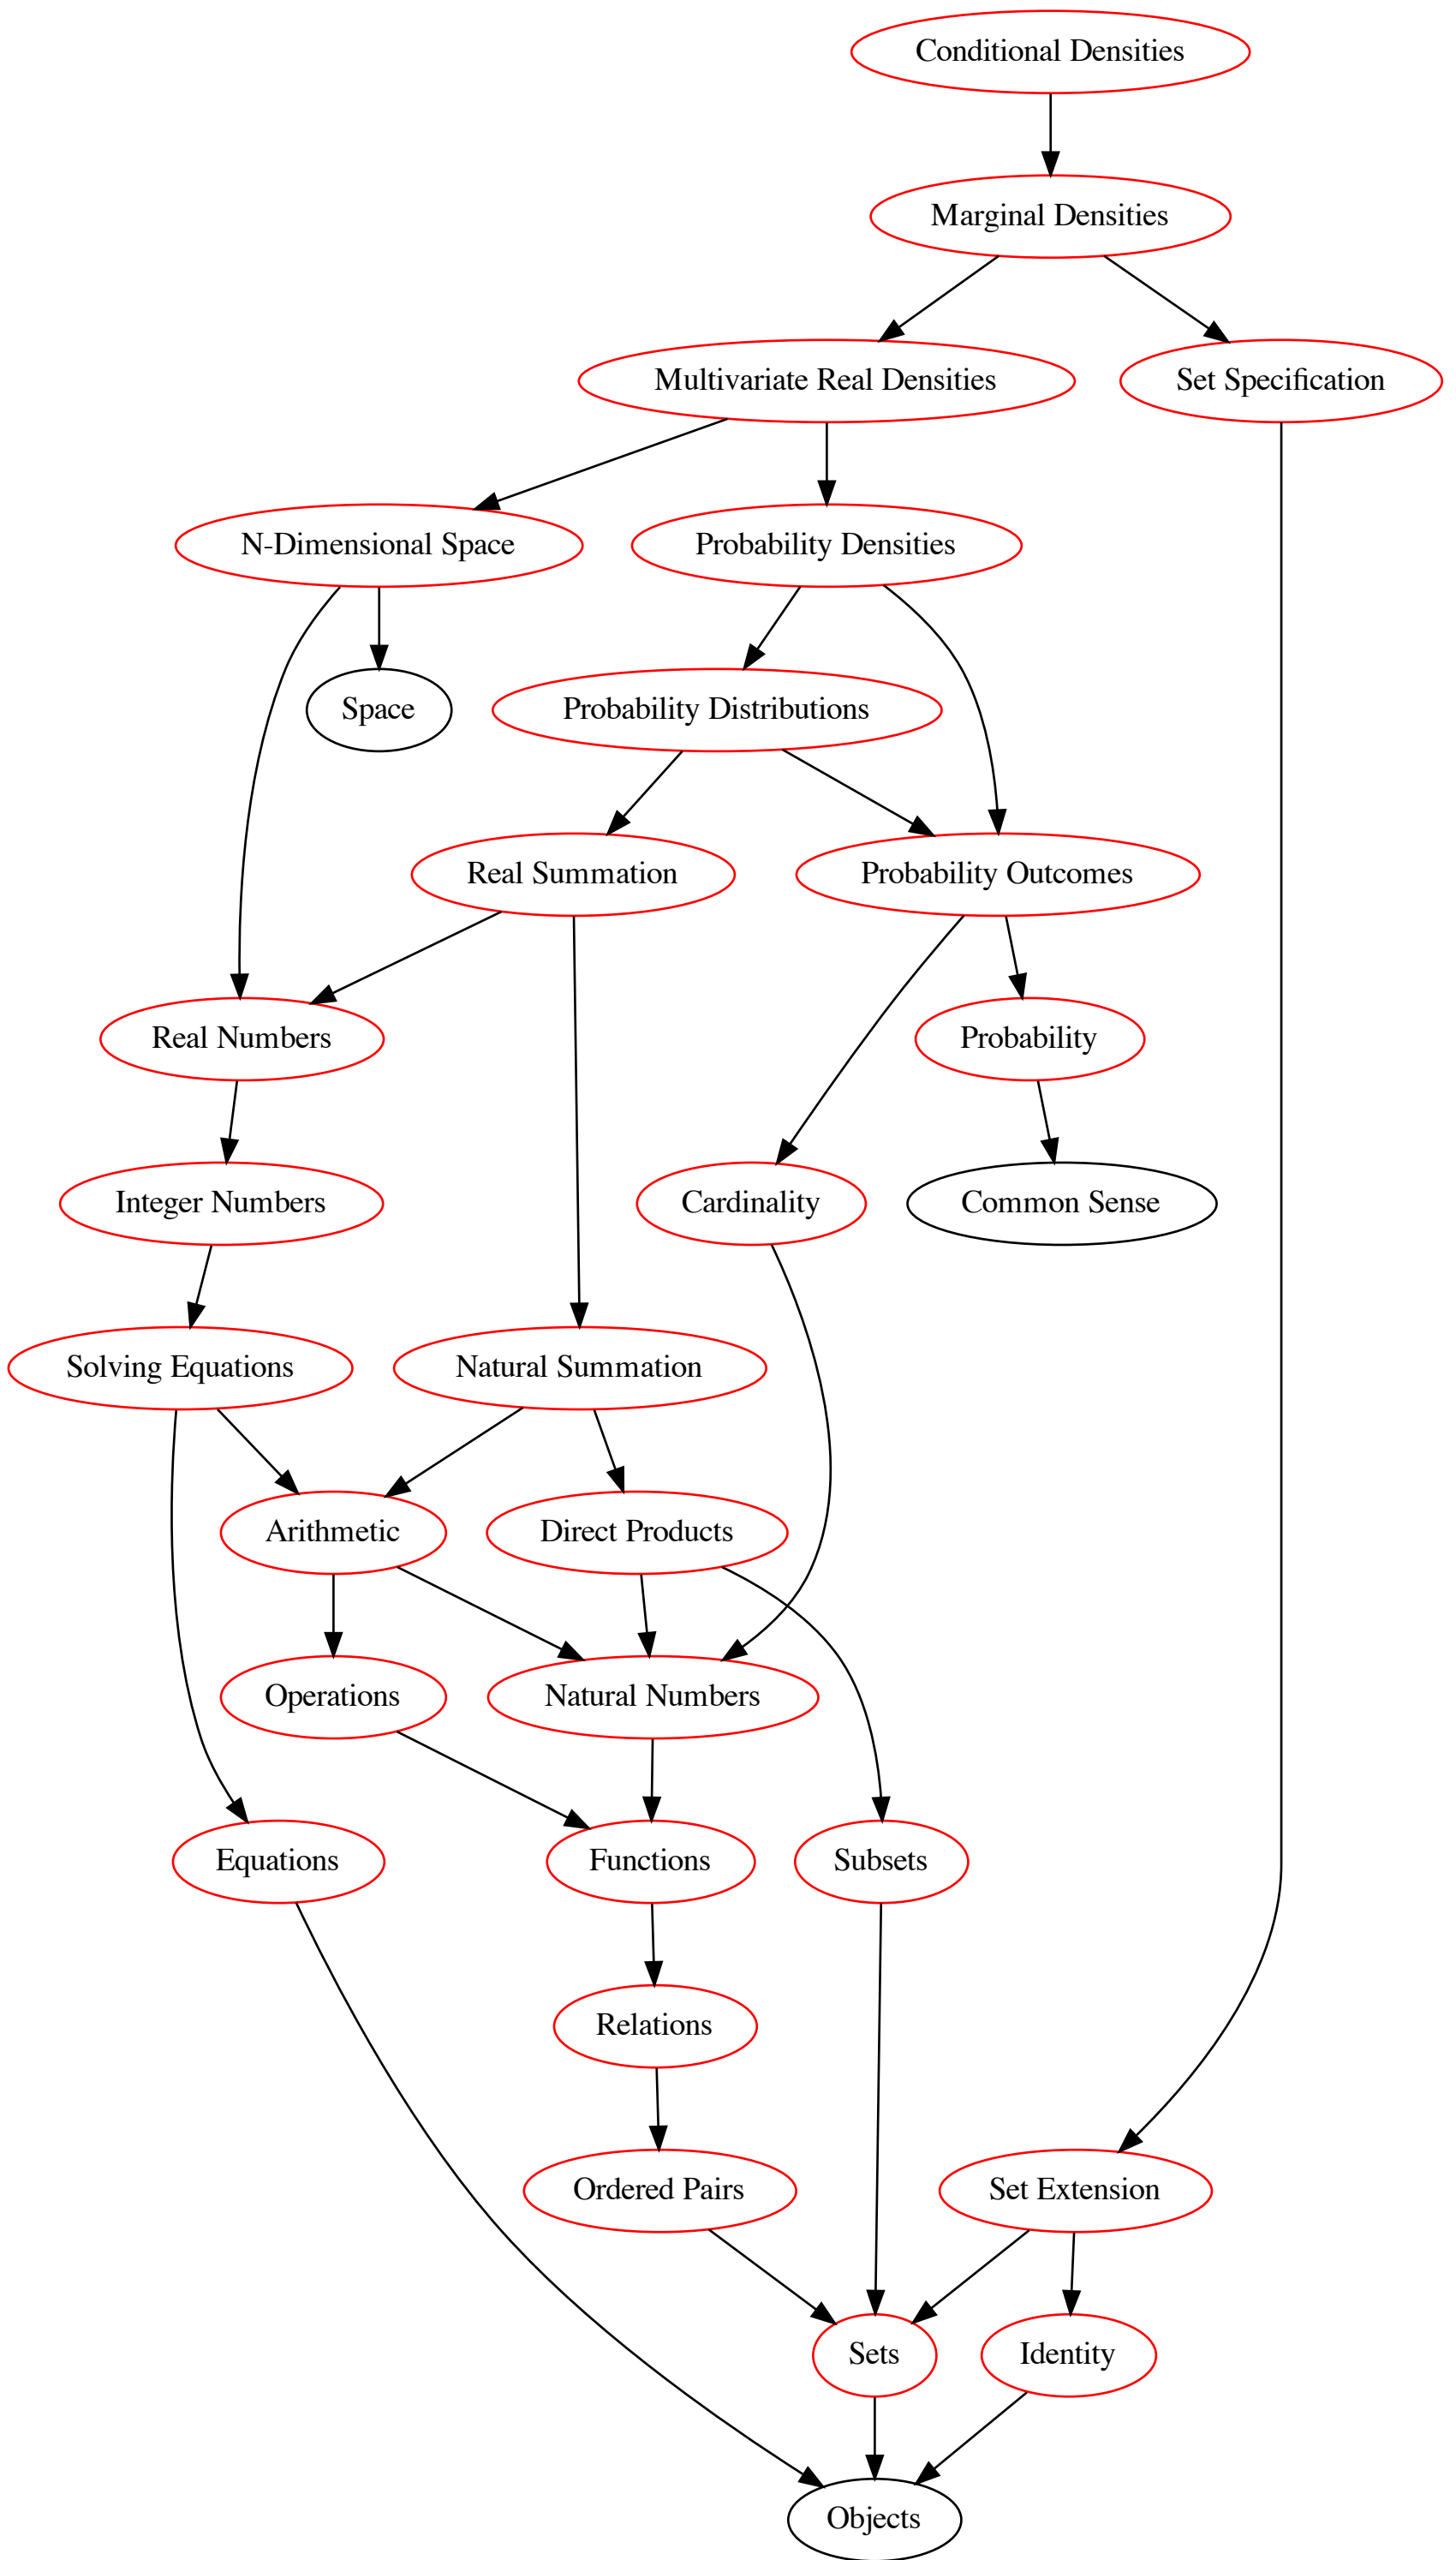 Conditional Densities
Marginal Densities
Multivariate Real Densities
Set Specification
N-Dimensional Space
Probability Densities
Space
Probability Distributions
Real Summation
Probability Outcomes
Real Numbers
Probability
Integer Numbers
Cardinality
Common Sense
Solving Equations
Natural Summation
Arithmetic
Direct Products
Operations
Natural Numbers
Equations
Functions
Subsets
Relations
Ordered Pairs
Set Extension
Sets
Identity
Objects